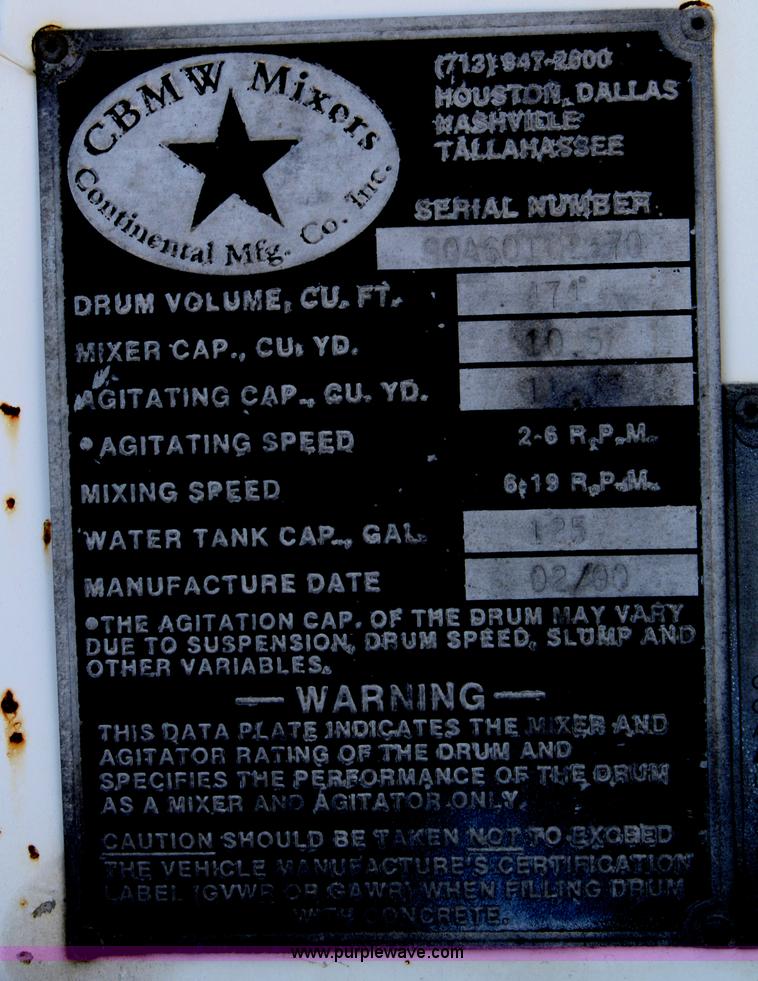 CBMW Mixers
Continental Mfg. Co. Inc.
(713) 947-2600
HOUSTON, DALLAS
NASHVILLE
TALLAHASSEE
SERIAL NUMBER
DRUM VOLUME, CU. FT.
MIXER CAP., CU. YD. 10.5
AGITATING CAP., CU. YD.
•AGITATING SPEED 2-6 R.P.M.
MIXING SPEED 6-19 R.P.M.
WATER TANK CAP., GAL. 125
MANUFACTURE DATE 02/00
•THE AGITATION CAP. OF THE DRUM MAY VARY
DUE TO SUSPENSION, DRUM SPEED, SLUMP AND
OTHER VARIABLES.
— WARNING —
THIS DATA PLATE INDICATES THE MIXER AND
AGITATOR RATING OF THE DRUM AND
SPECIFIES THE PERFORMANCE OF THE DRUM
AS A MIXER AND AGITATOR ONLY.
CAUTION SHOULD BE TAKEN NOT TO EXCEED
THE VEHICLE MANUFACTURE'S CERTIFICATION
LABEL (GVWR OR GAWR) WHEN FILLING DRUM
WITH CONCRETE.
www.purplewave.com